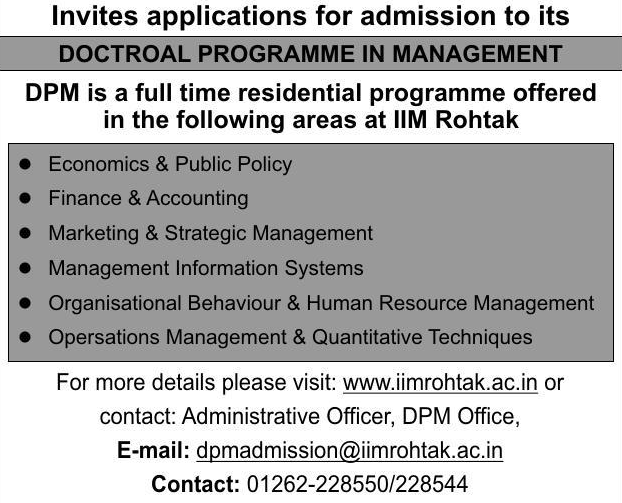 Invites applications for admission to its
DOCTROAL PROGRAMME IN MANAGEMENT
DPM is a full time residential programme offered
in the following areas at IIM Rohtak
● Economics & Public Policy
● Finance & Accounting
● Marketing & Strategic Management
● Management Information Systems
● Organisational Behaviour & Human Resource Management
● Opersations Management & Quantitative Techniques
For more details please visit: www.iimrohtak.ac.in or
contact: Administrative Officer, DPM Office,
E-mail: dpmadmission@iimrohtak.ac.in
Contact: 01262-228550/228544